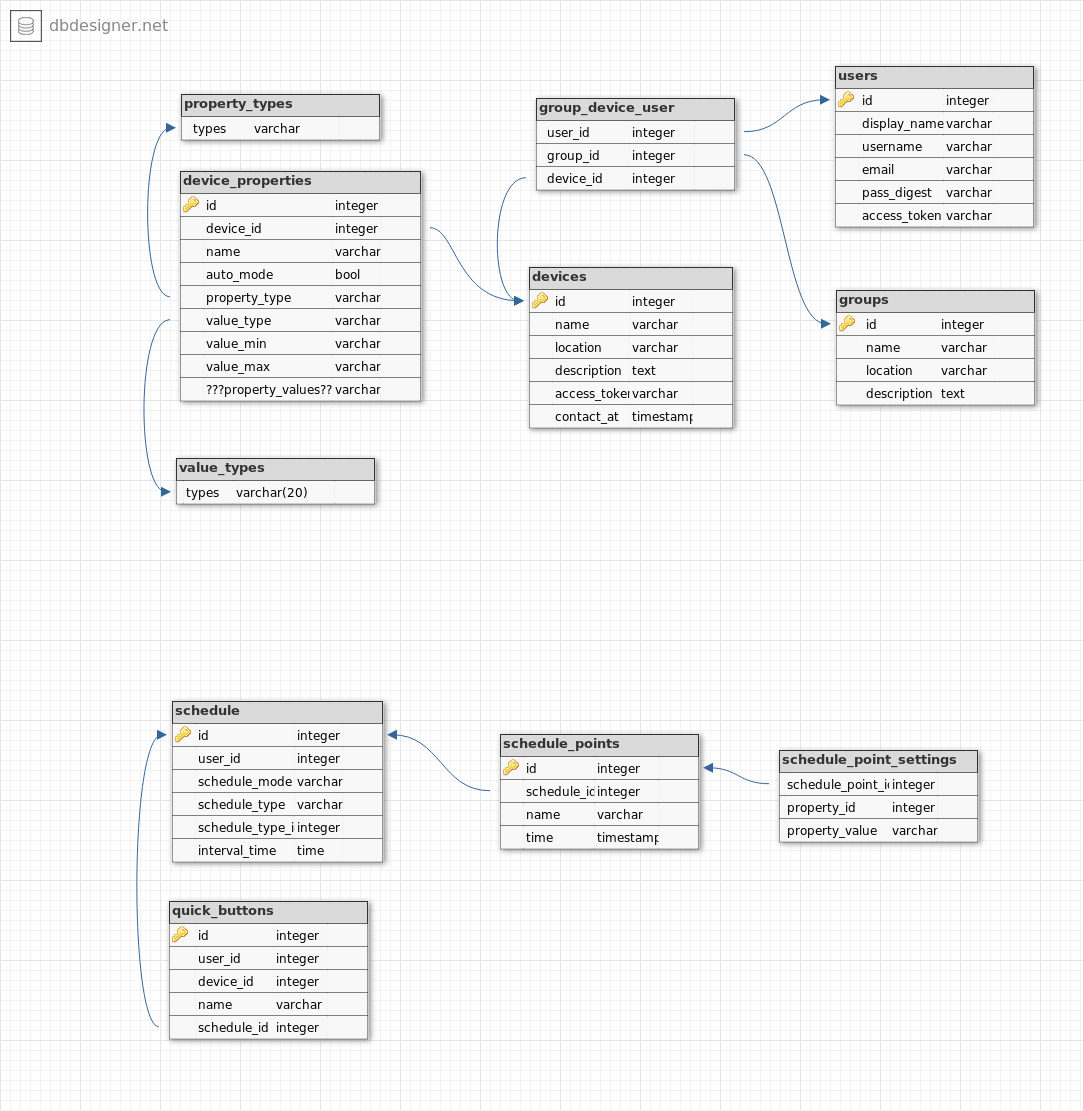 dbdesigner.net
property_types
types varchar
device_properties
id integer
device_id integer
name varchar
auto_mode bool
property_type varchar
value_type varchar
value_min varchar
value_max varchar
???property_values?? varchar
value_types
types varchar(20)
group_device_user
user_id integer
group_id integer
device_id integer
devices
id integer
name varchar
location varchar
description text
access_toke varchar
contact_at timestamp
users
id integer
display_name varchar
username varchar
email varchar
pass_digest varchar
access_token varchar
groups
id integer
name varchar
location varchar
description text
schedule
id integer
user_id integer
schedule_mode varchar
schedule_type varchar
schedule_type_i integer
interval_time time
quick_buttons
id integer
user_id integer
device_id integer
name varchar
schedule_id integer
schedule_points
id integer
schedule_id integer
name varchar
time timestamp
schedule_point_settings
schedule_point_i integer
property_id integer
property_value varchar